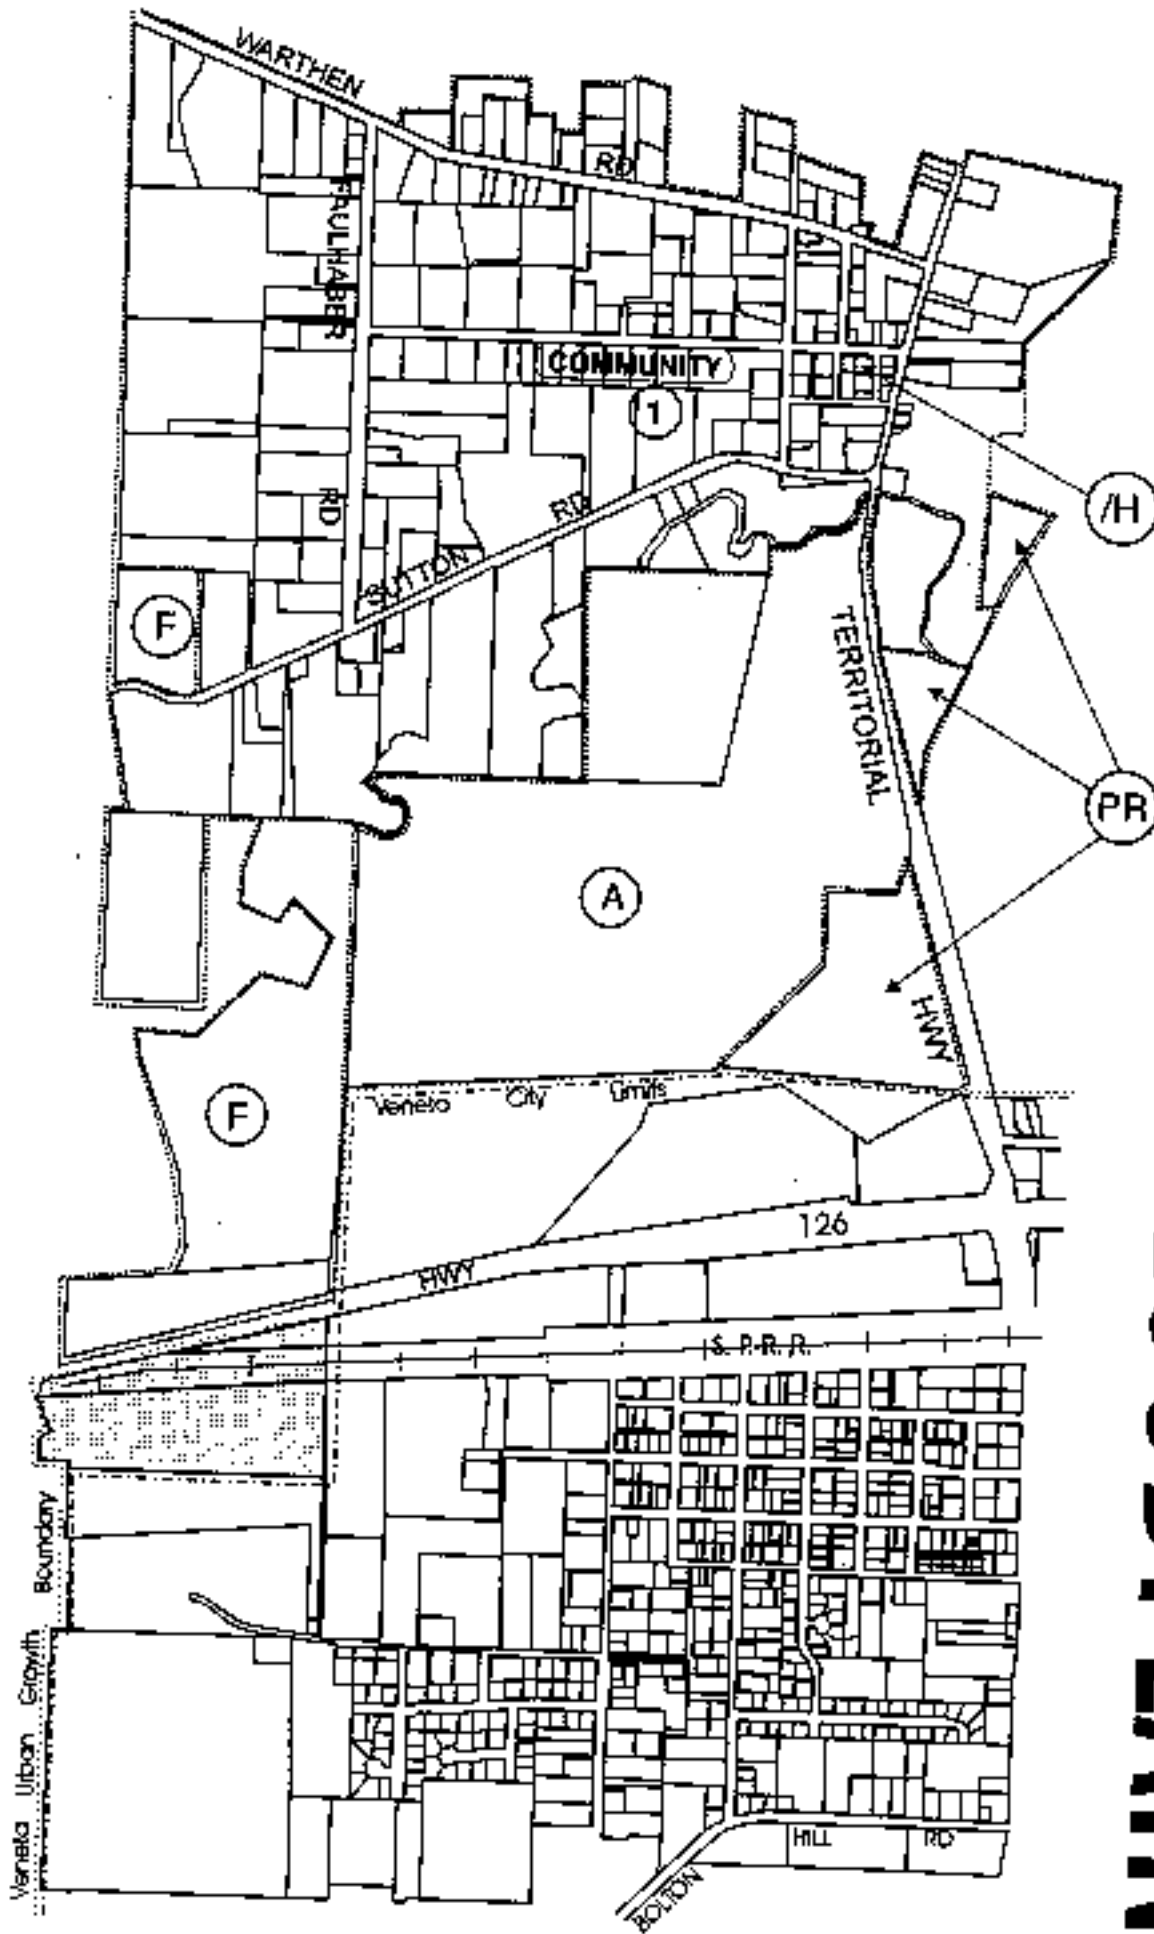 WARTHEN
RD
FAULHABER
COMMUNITY
1
/H
RD
RD
SUTTON
F
TERRITORIAL
PR
A
HWY
Veneta City Limits
F
126
HWY
S. P. R. R.
Veneta Urban Growth Boundary
HILL RD
BOLTON